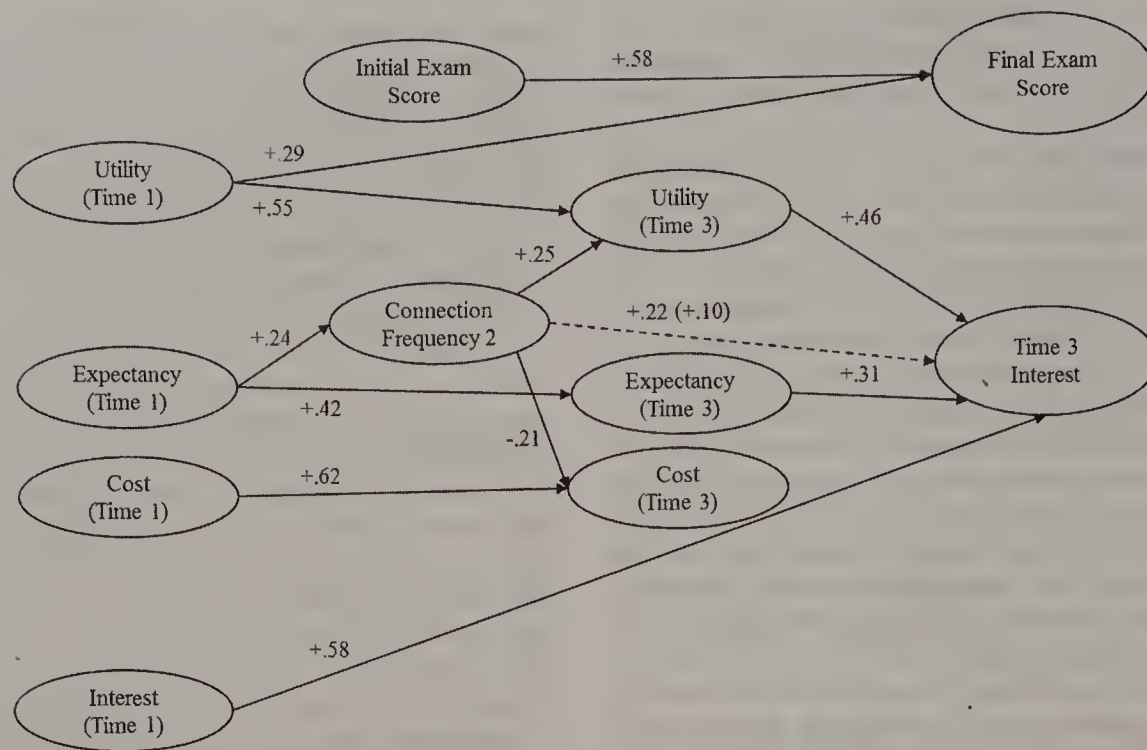 Initial Exam
Score
+.58
Final Exam
Score
Utility
(Time 1)
+.29
+.55
Utility
(Time 3)
+.46
+.25
Connection
Frequency 2
+.22 (+.10)
+.24
Time 3
Interest
Expectancy
(Time 1)
+.42
Expectancy
(Time 3)
+.31
-.21
Cost
(Time 1)
+.62
Cost
(Time 3)
+.58
Interest
(Time 1)